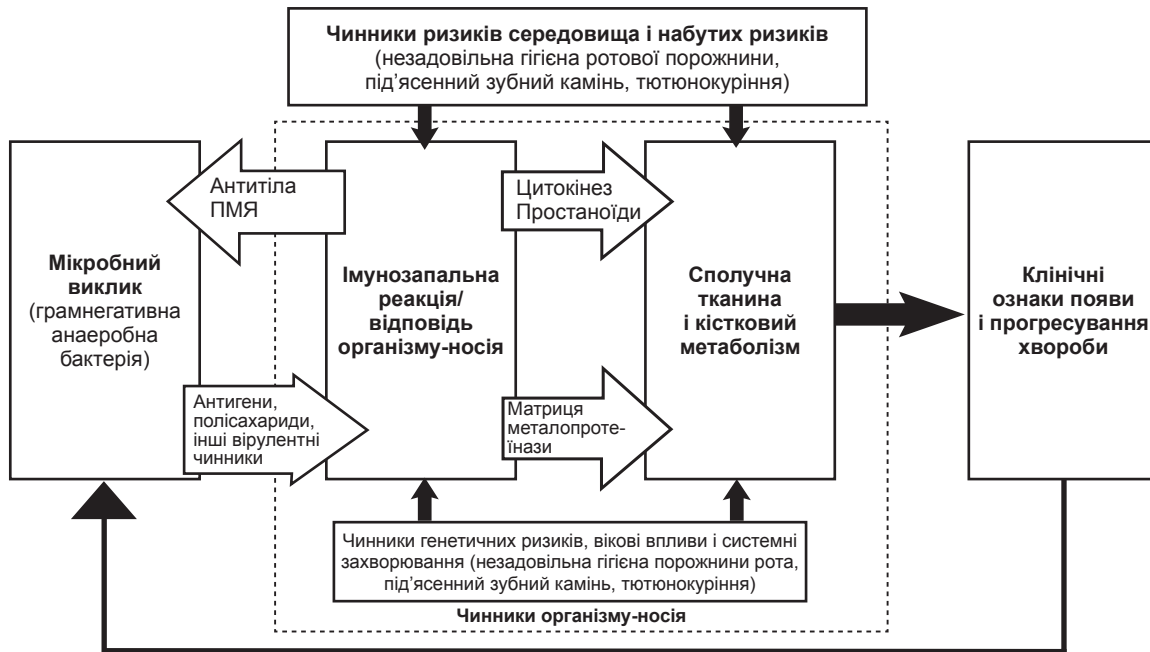 Чинники ризиків середовища і набутих ризиків
(незадовільна гігієна ротової порожнини,
під’ясенний зубний камінь, тютюнокуріння)
Антитіла
ПМЯ
Цитокінез
Простаноїди
Мікробний
виклик
(грамнегативна
анаеробна
бактерія)
Імунозапальна
реакція/
відповідь
організму-носія
Сполучна
тканина
і кістковий
метаболізм
Клінічні
ознаки появи
і прогресування
хвороби
Антигени,
полісахариди,
інші вірулентні
чинники
Матриця
металопроте-
їнази
Чинники генетичних ризиків, вікові впливи і системні
захворювання (незадовільна гігієна порожнини рота,
під’ясенний зубний камінь, тютюнокуріння)
Чинники організму-носія